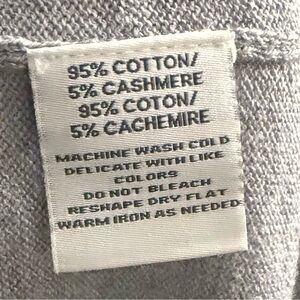 95% COTTON/
5% CASHMERE
95% COTON/
5% CACHEMIRE
MACHINE WASH COLD
DELICATE WITH LIKE
COLORS
DO NOT BLEACH
RESHAPE DRY FLAT
WARM IRON AS NEEDED